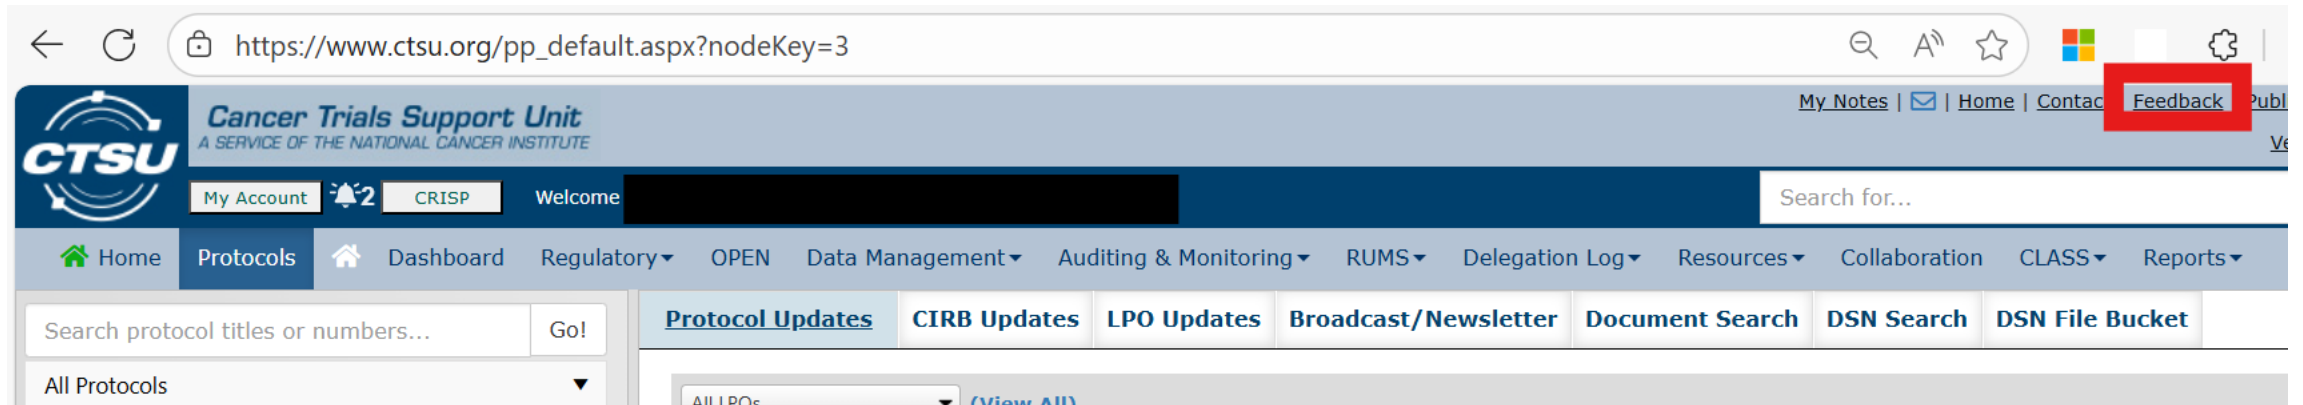 https://www.ctsu.org/pp_default.aspx?nodeKey=3
My Notes | | Home | Contac Feedback Publ
Cancer Trials Support Unit
A SERVICE OF THE NATIONAL CANCER INSTITUTE
CTSU
My Account 2 CRISP Welcome Search for...
Home Protocols Dashboard Regulatory OPEN Data Management Auditing & Monitoring RUMS Delegation Log Resources Collaboration CLASS Reports
Search protocol titles or numbers... Go!
Protocol Updates CIRB Updates LPO Updates Broadcast/Newsletter Document Search DSN Search DSN File Bucket
All Protocols
All LPOs (View All)